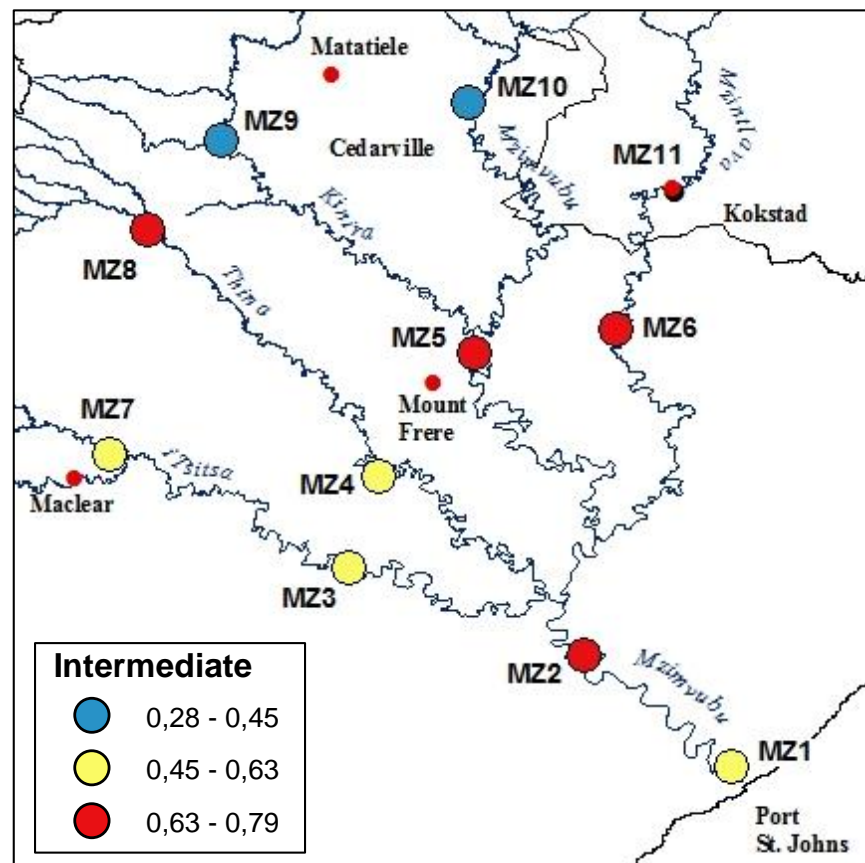 Matatiele
MZ10
MZ9
Mzintlava
Cedarville
Mzimvubu
MZ11
Kinira
Kokstad
MZ8
Thina
MZ5
MZ6
Mount
Frere
MZ7
iTsitsa
Maclear
MZ4
MZ3
MZ2
Mzimvubu
MZ1
Port
St. Johns
Intermediate
0,28 - 0,45
0,45 - 0,63
0,63 - 0,79